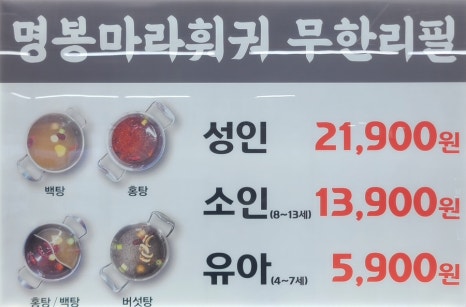 명봉마라훠궈 무한리필
성인 21,900원
백탕 홍탕
소인(8~13세) 13,900원
유아(4~7세) 5,900원
홍탕 / 백탕 버섯탕